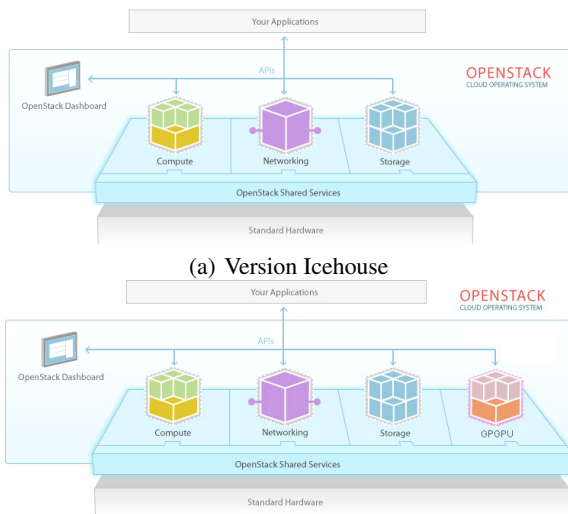 Your Applications
APIs
OPENSTACK
CLOUD OPERATING SYSTEM
OpenStack Dashboard
Compute
Networking
Storage
OpenStack Shared Services
Standard Hardware
(a) Version Icehouse
Your Applications
OPENSTACK
CLOUD OPERATING SYSTEM
APIs
OpenStack Dashboard
Compute
Networking
Storage
GPGPU
OpenStack Shared Services
Standard Hardware